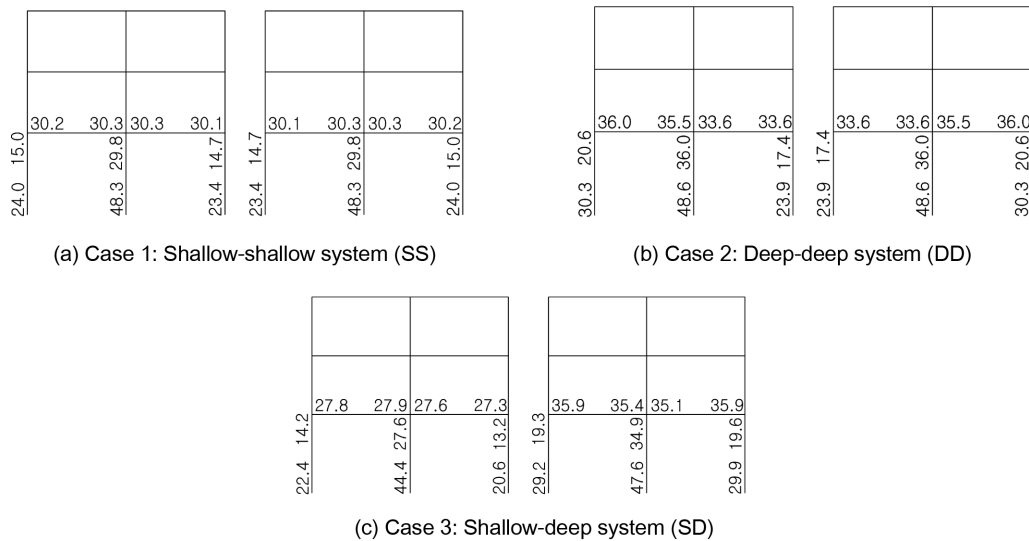 30.2 30.3 30.3 30.1
15.0 29.8 14.7
24.0 48.3 23.4
30.1 30.3 30.3 30.2
14.7 29.8 15.0
23.4 48.3 24.0
(a) Case 1: Shallow-shallow system (SS)
36.0 35.5 33.6 33.6
20.6 36.0 17.4
30.3 48.6 23.9
33.6 33.6 35.5 36.0
17.4 36.0 20.6
23.9 48.6 30.3
(b) Case 2: Deep-deep system (DD)
27.8 27.9 27.6 27.3
14.2 27.6 13.2
22.4 44.4 20.6
35.9 35.4 35.1 35.9
19.3 34.9 19.6
29.2 47.6 29.9
(c) Case 3: Shallow-deep system (SD)